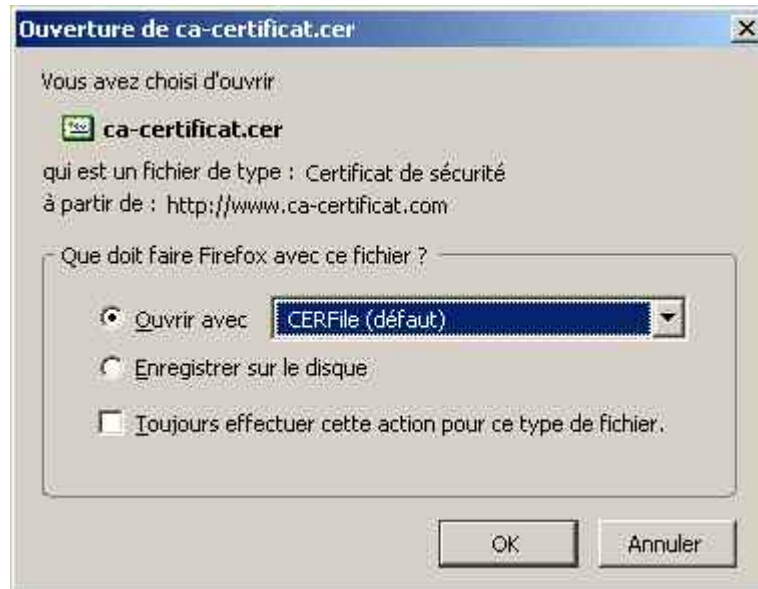 Ouverture de ca-certificat.cer
Vous avez choisi d'ouvrir
ca-certificat.cer
qui est un fichier de type : Certificat de sécurité
à partir de : http://www.ca-certificat.com
Que doit faire Firefox avec ce fichier ?
Ouvrir avec CERFile (défaut)
Enregistrer sur le disque
Toujours effectuer cette action pour ce type de fichier.
OK Annuler